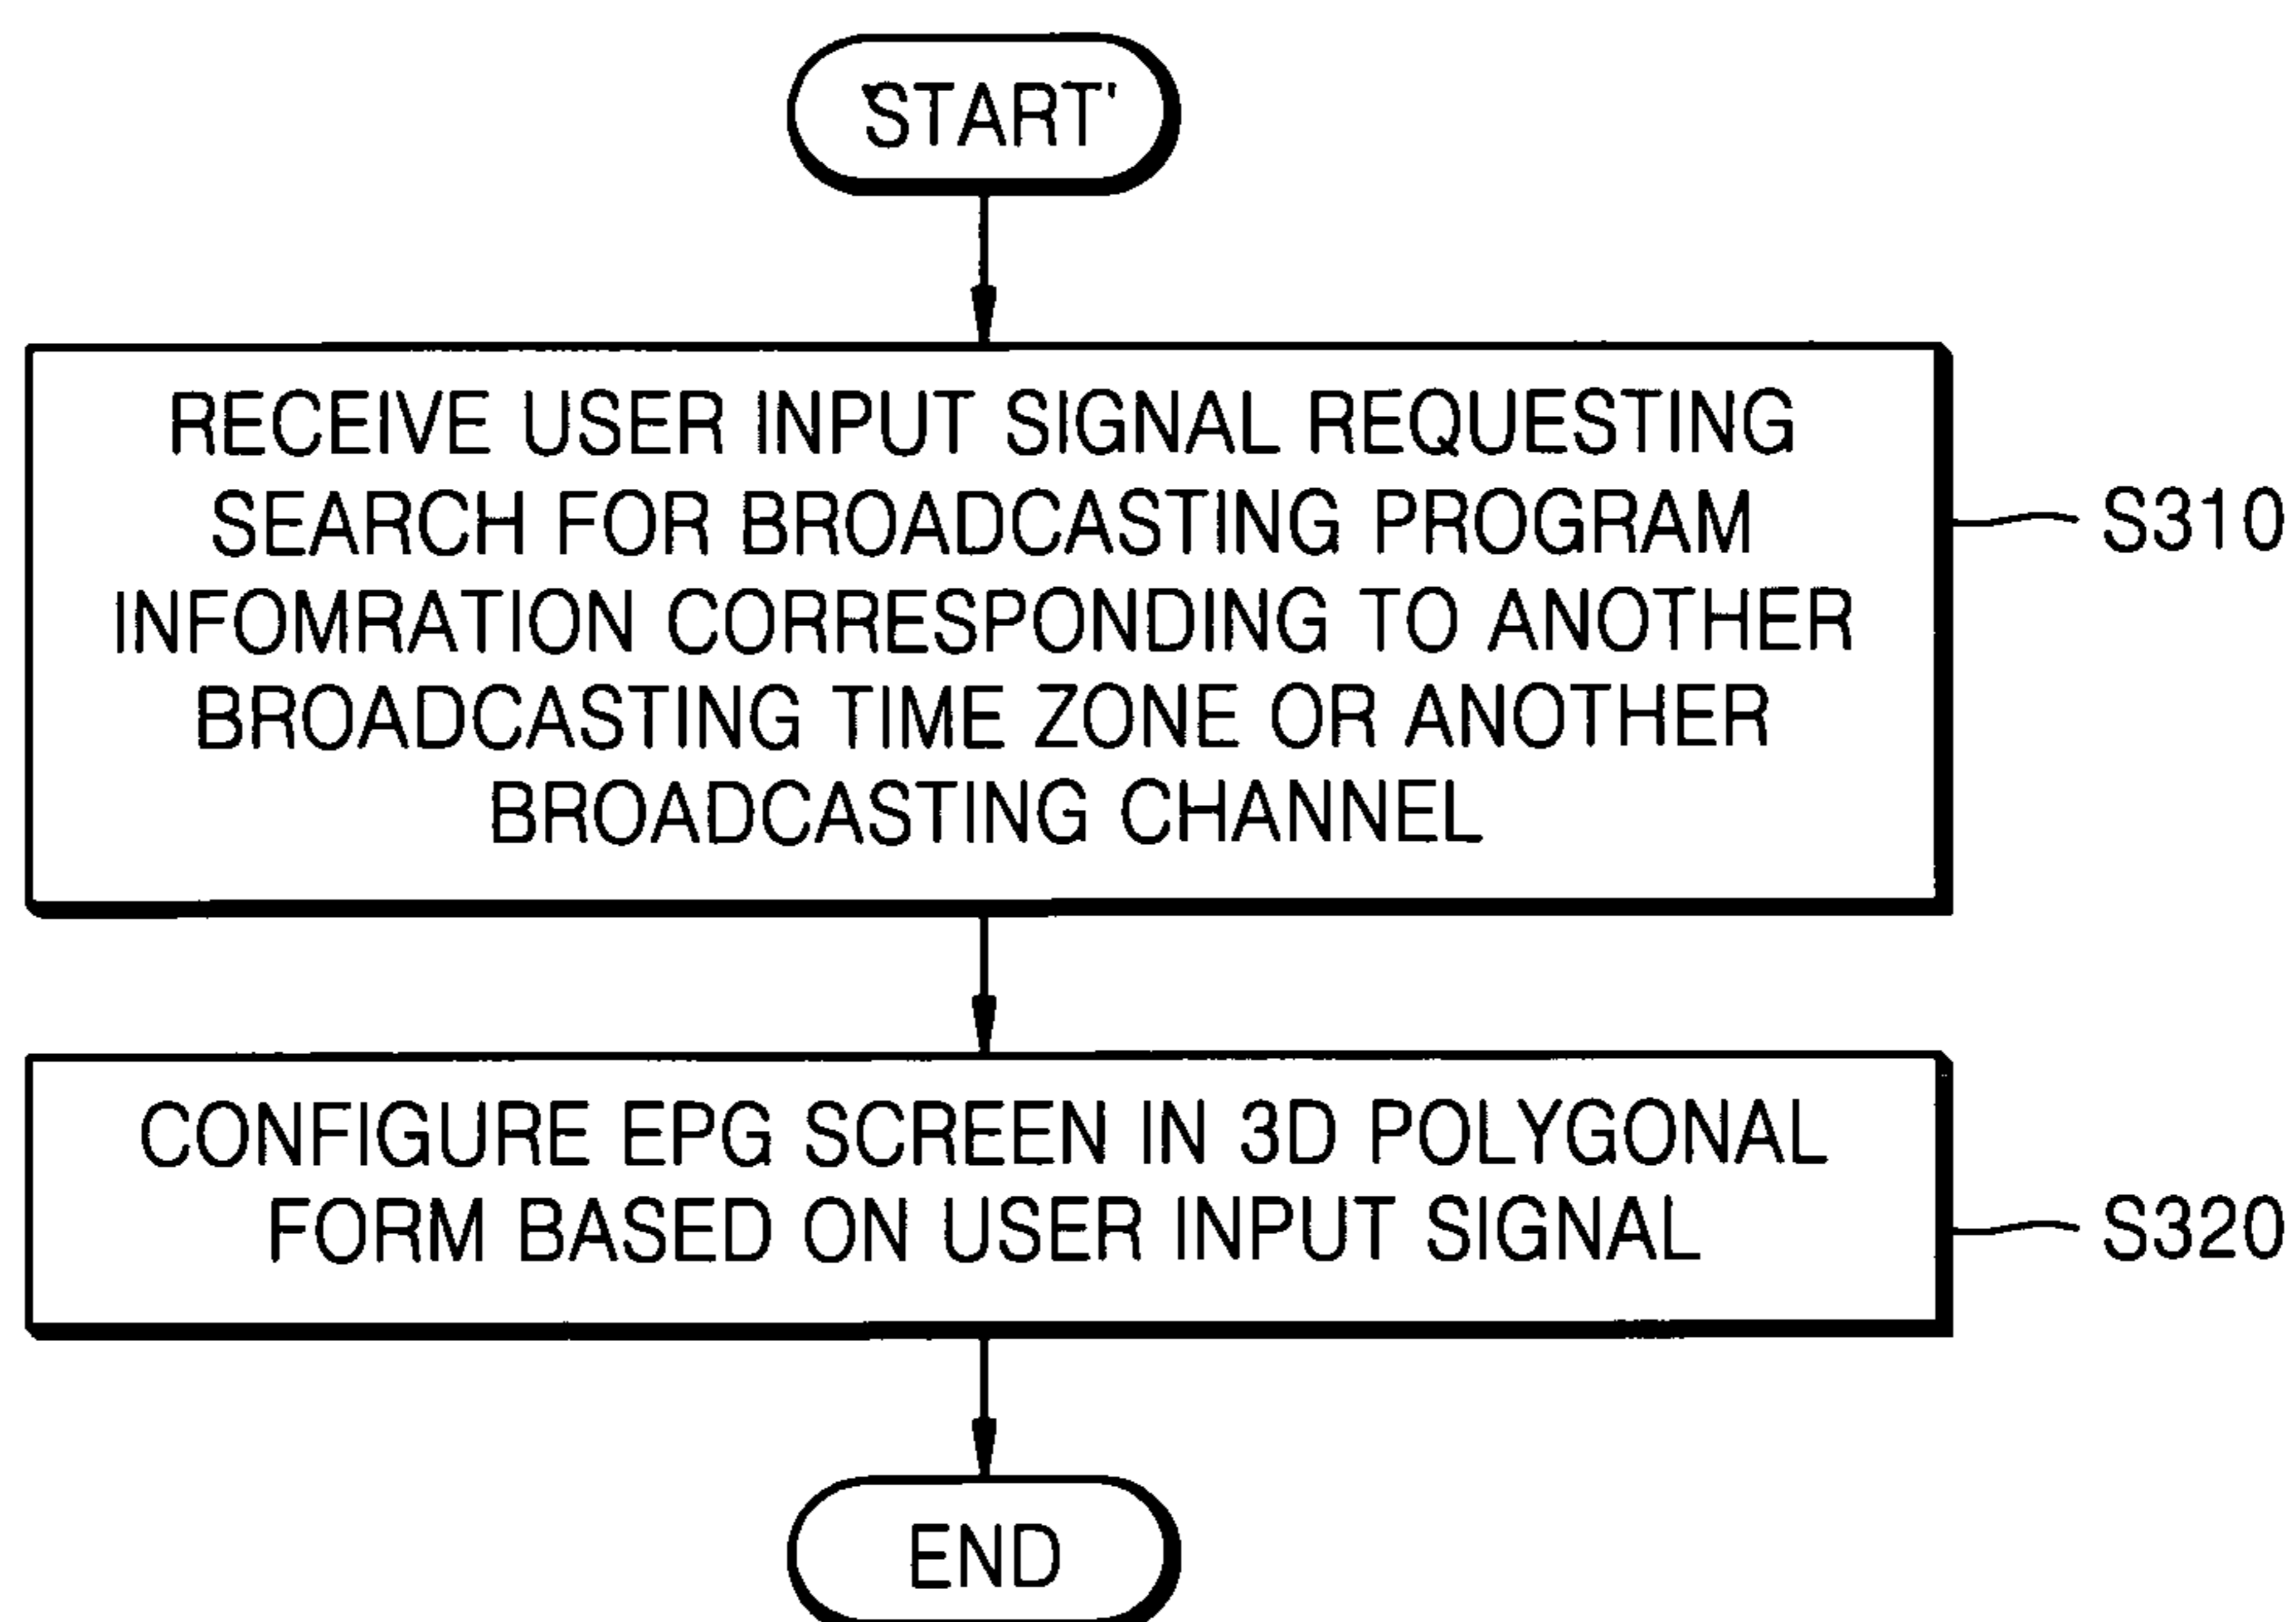 'START'
RECEIVE USER INPUT SIGNAL REQUESTING
SEARCH FOR BROADCASTING PROGRAM
INFOMRATION CORRESPONDING TO ANOTHER
BROADCASTING TIME ZONE OR ANOTHER
BROADCASTING CHANNEL
S310
CONFIGURE EPG SCREEN IN 3D POLYGONAL
FORM BASED ON USER INPUT SIGNAL
S320
END